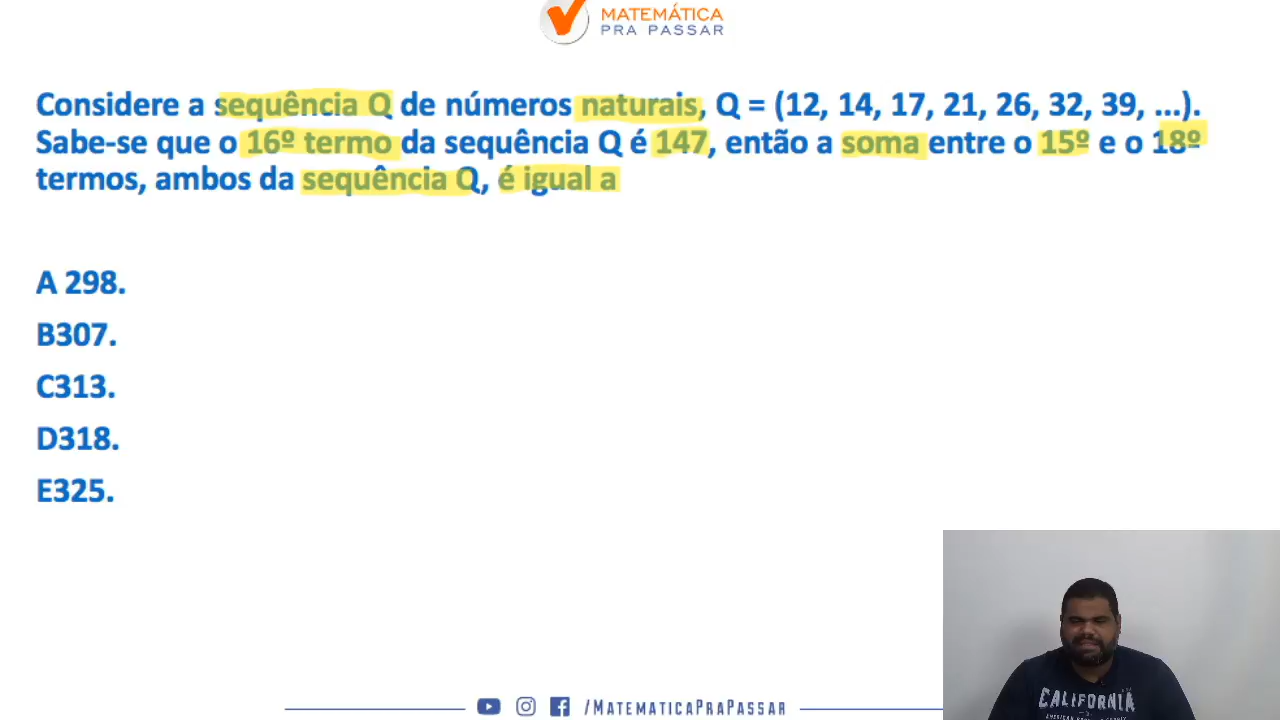 MATEMÁTICA
PRA PASSAR
Considere a sequência Q de números naturais, Q = (12, 14, 17, 21, 26, 32, 39, ...).
Sabe-se que o 16º termo da sequência Q é 147, então a soma entre o 15º e o 18º
termos, ambos da sequência Q, é igual a
A 298.
B307.
C313.
D318.
E325.
CALIFORNIA
/MATEMATICAPRAPASSAR